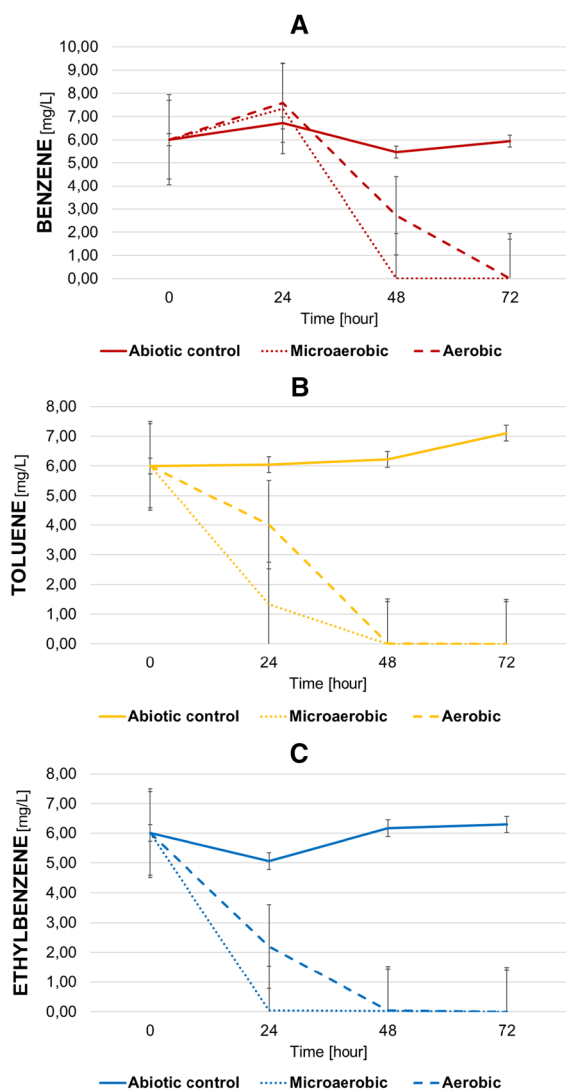 A
BENZENE [mg/L]
10,00
9,00
8,00
7,00
6,00
5,00
4,00
3,00
2,00
1,00
0,00
0 24 48 72
Time [hour]
Abiotic control Microaerobic Aerobic
B
TOLUENE [mg/L]
8,00
7,00
6,00
5,00
4,00
3,00
2,00
1,00
0,00
0 24 48 72
Time [hour]
Abiotic control Microaerobic Aerobic
C
ETHYLBENZENE [mg/L]
8,00
7,00
6,00
5,00
4,00
3,00
2,00
1,00
0,00
0 24 48 72
Time [hour]
Abiotic control Microaerobic Aerobic